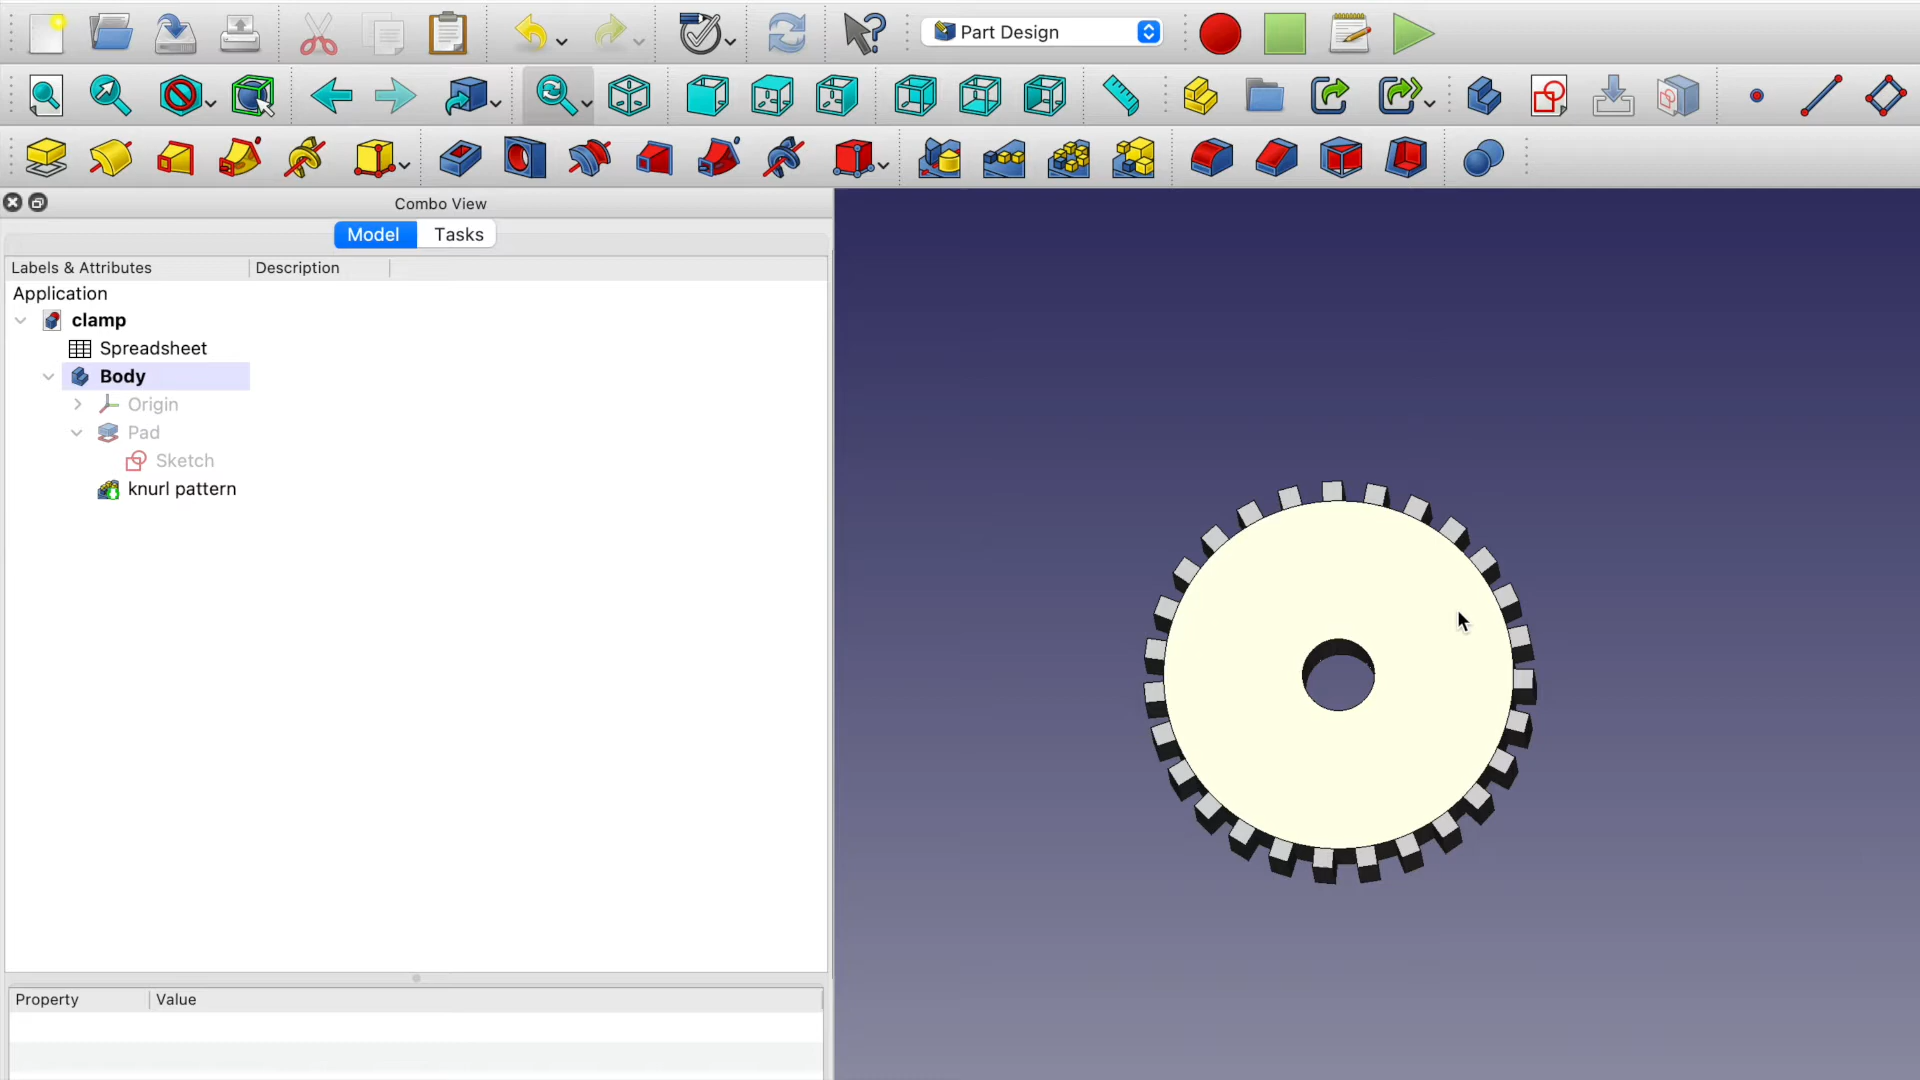 Part Design
Combo View
Model Tasks
Labels & Attributes Description
Application
clamp
Spreadsheet
Body
Origin
Pad
Sketch
knurl pattern
Property Value